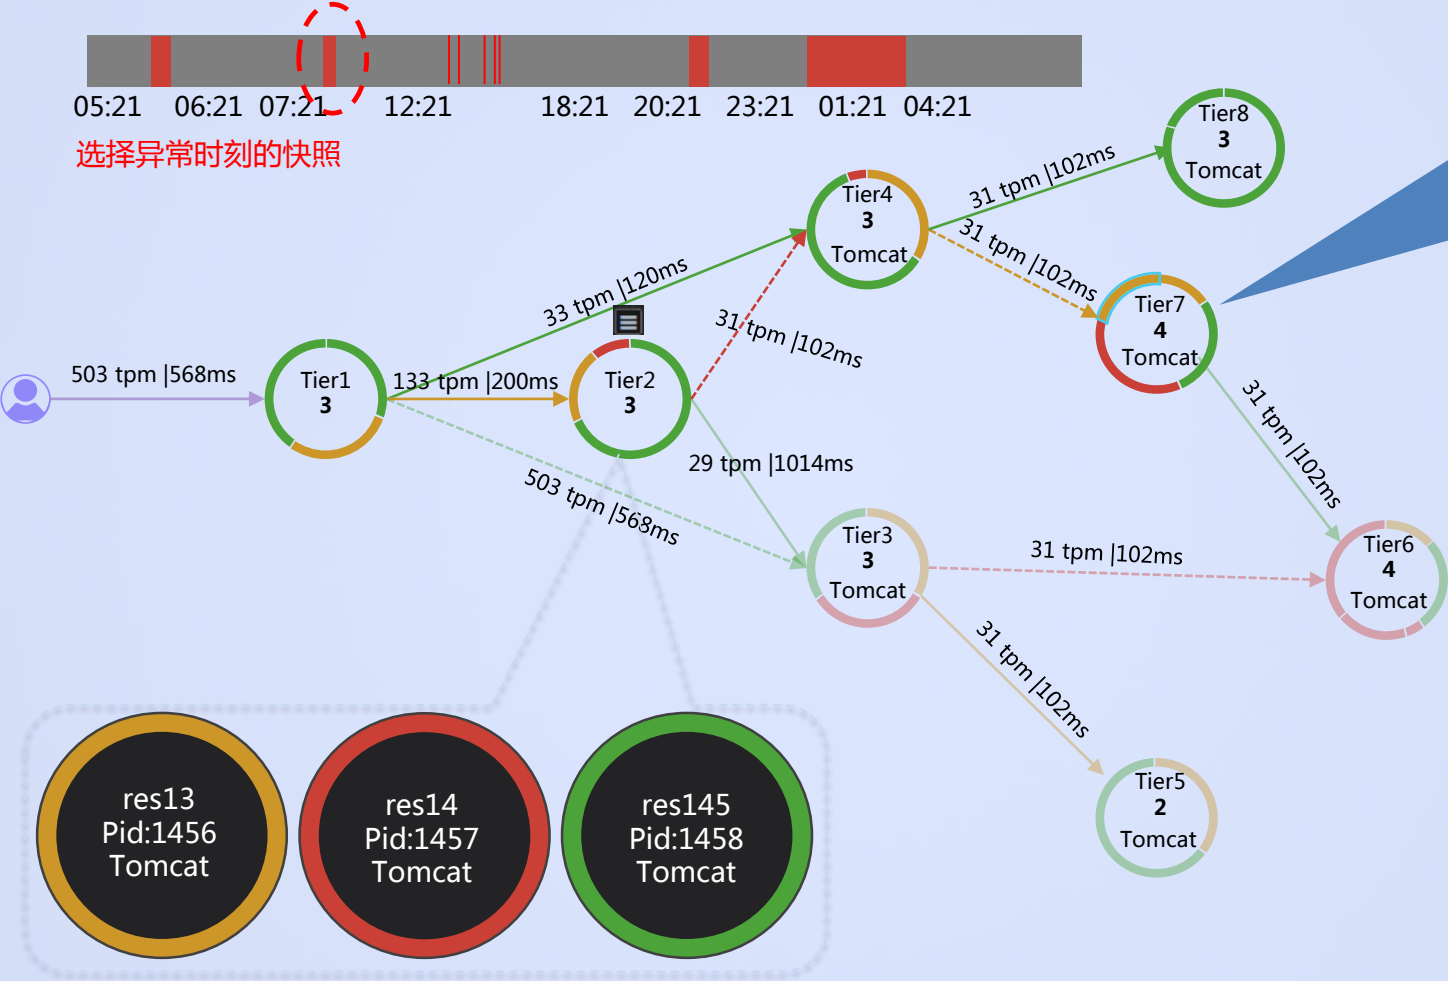 05:21 06:21 07:21 12:21 18:21 20:21 23:21 01:21 04:21
选择异常时刻的快照
Tier8
3
Tomcat
31 tpm |102ms
Tier4
3
Tomcat
31 tpm |102ms
33 tpm |120ms
Tier7
4
Tomcat
31 tpm |102ms
503 tpm |568ms
Tier1
3
133 tpm |200ms
Tier2
3
31 tpm |102ms
29 tpm |1014ms
503 tpm |568ms
Tier3
3
Tomcat
31 tpm |102ms
Tier6
4
Tomcat
31 tpm |102ms
Tier5
2
Tomcat
res13
Pid:1456
Tomcat
res14
Pid:1457
Tomcat
res145
Pid:1458
Tomcat